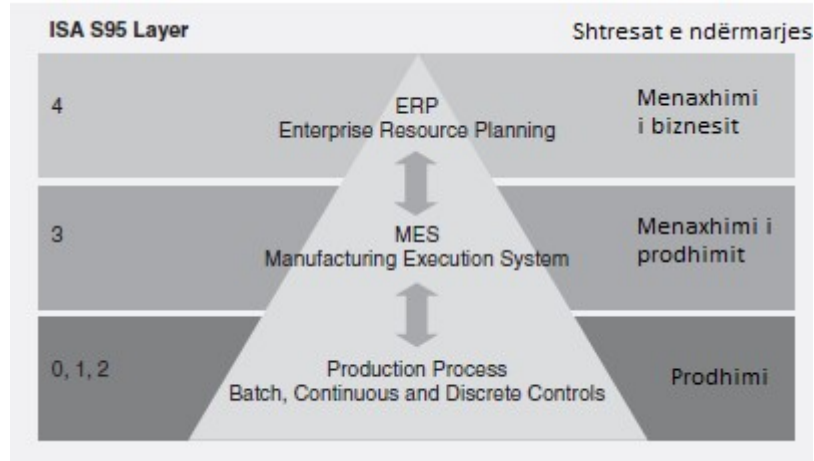 ISA S95 Layer
Shtresat e ndërmarjes
4
ERP
Enterprise Resource Planning
Menaxhimi
i biznesit
3
MES
Manufacturing Execution System
Menaxhimi i
prodhimit
0, 1, 2
Production Process
Batch, Continuous and Discrete Controls
Prodhimi